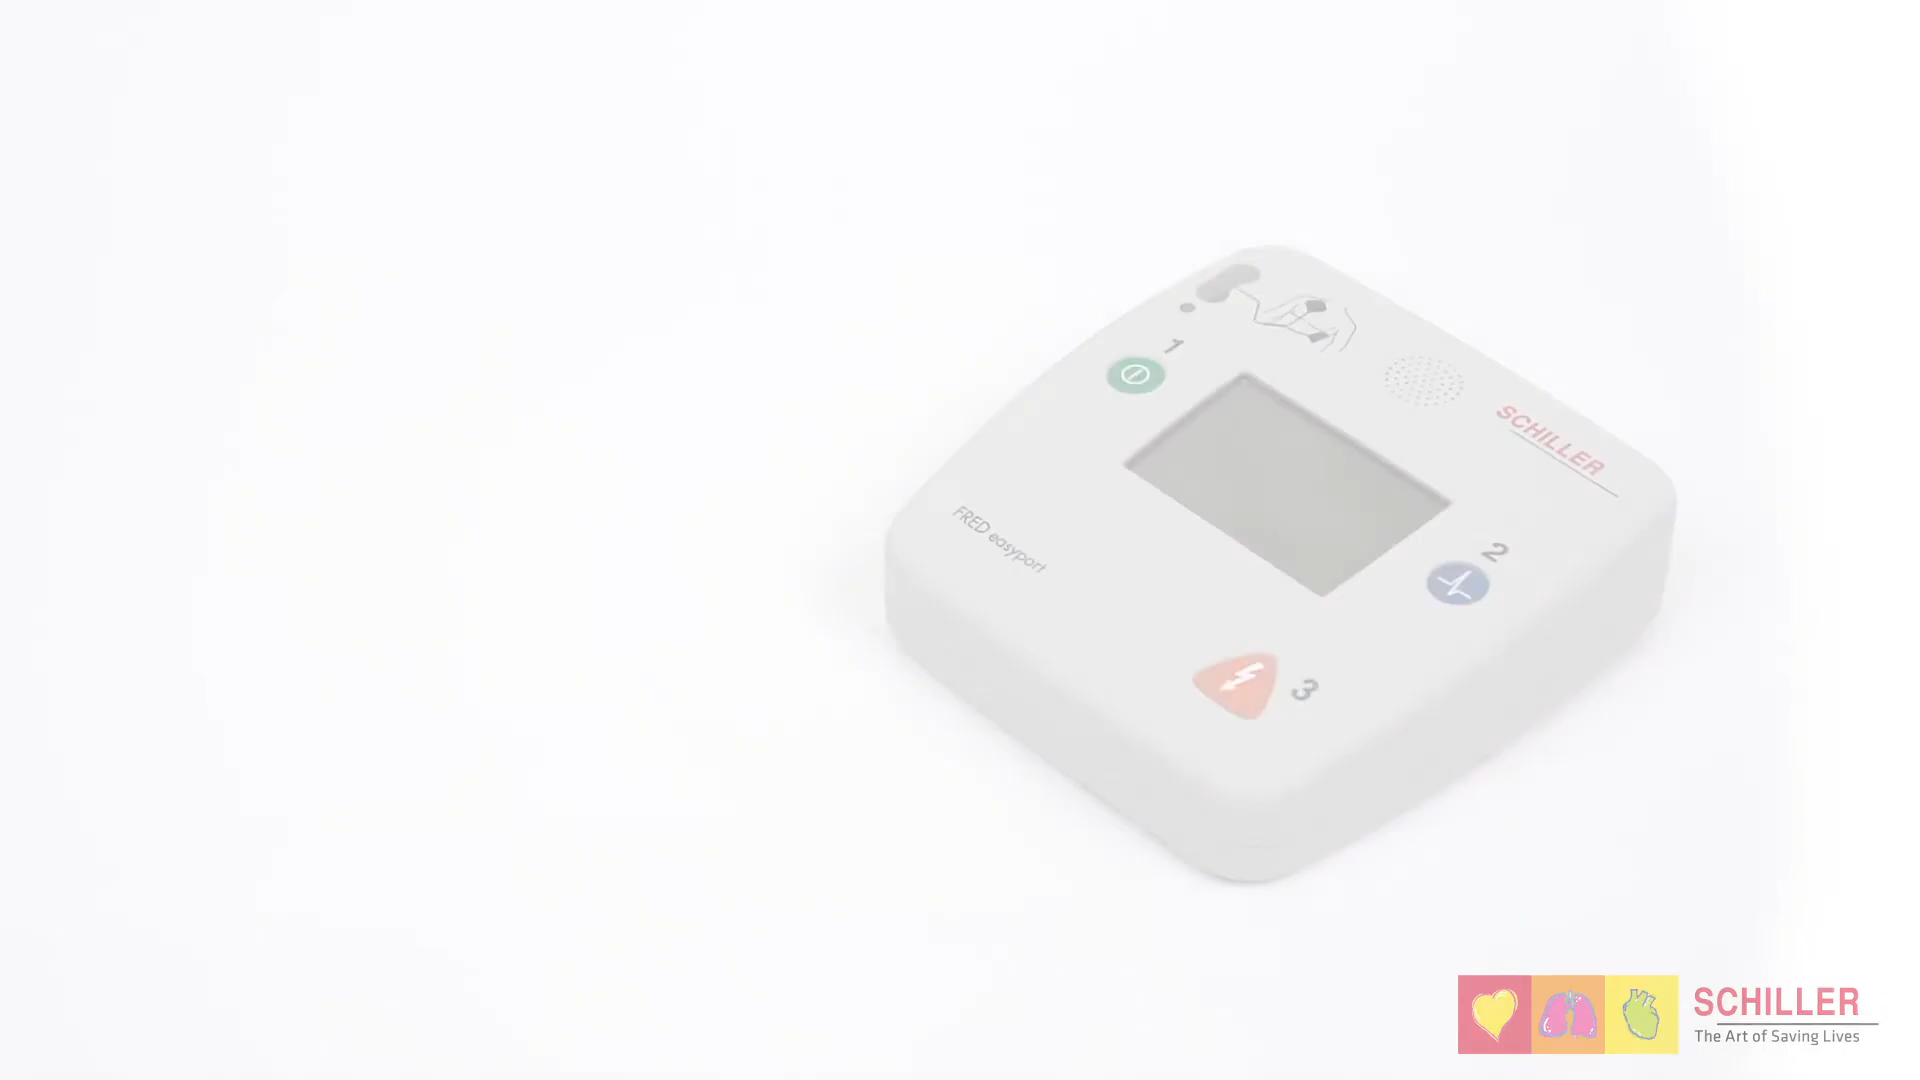 1
SCHILLER
FRED easyport
2
3
SCHILLER
The Art of Saving Lives